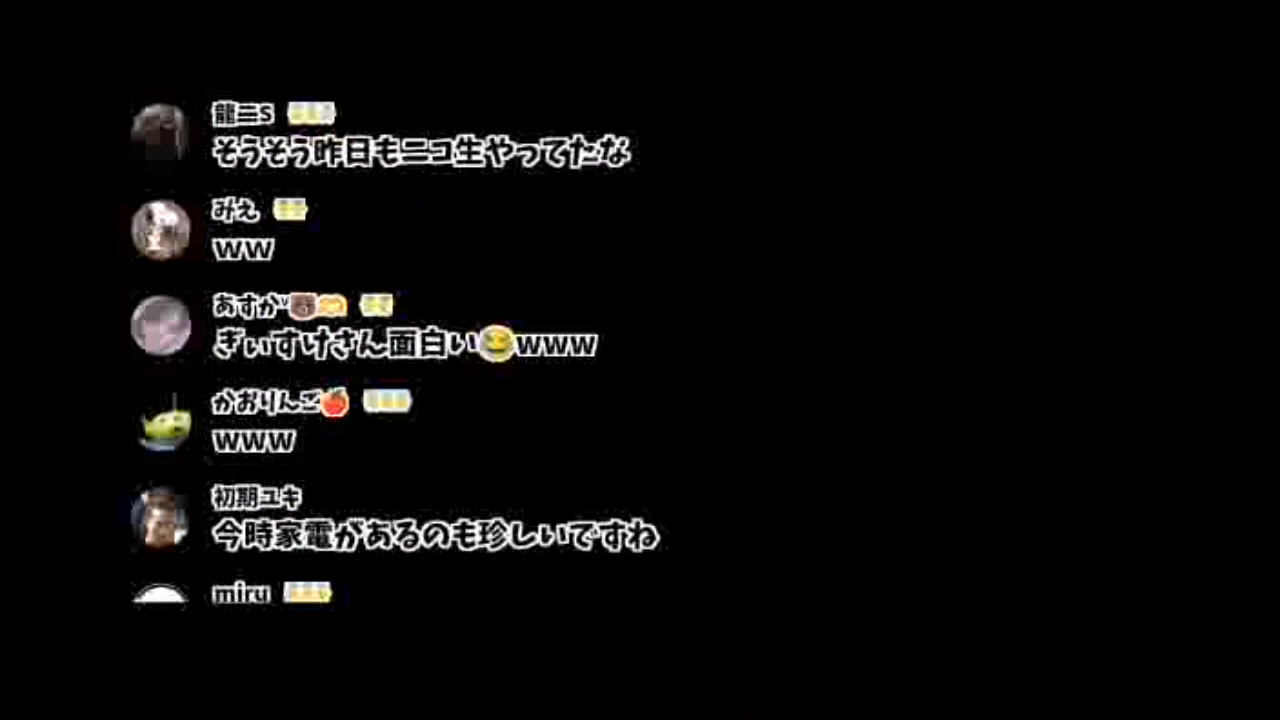 龍二S
そうそう昨日もニコ生やってたな
みぇ
ww
あすか🐻🫶
ぎぃすけさん面白い😂www
かおりんご🍎
www
初期ユキ
今時家電があるのも珍しいですね
miru